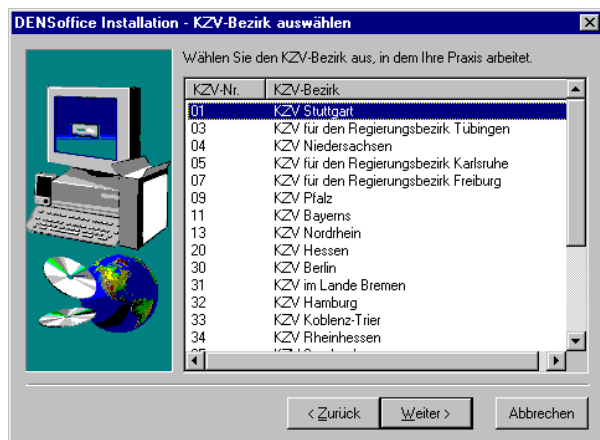 DENSoffice Installation - KZV-Bezirk auswählen
Wählen Sie den KZV-Bezirk aus, in dem Ihre Praxis arbeitet.
KZV-Nr. KZV-Bezirk
01 KZV Stuttgart
03 KZV für den Regierungsbezirk Tübingen
04 KZV Niedersachsen
05 KZV für den Regierungsbezirk Karlsruhe
07 KZV für den Regierungsbezirk Freiburg
09 KZV Pfalz
11 KZV Bayerns
13 KZV Nordrhein
20 KZV Hessen
30 KZV Berlin
31 KZV im Lande Bremen
32 KZV Hamburg
33 KZV Koblenz-Trier
34 KZV Rheinhessen
< Zurück Weiter > Abbrechen